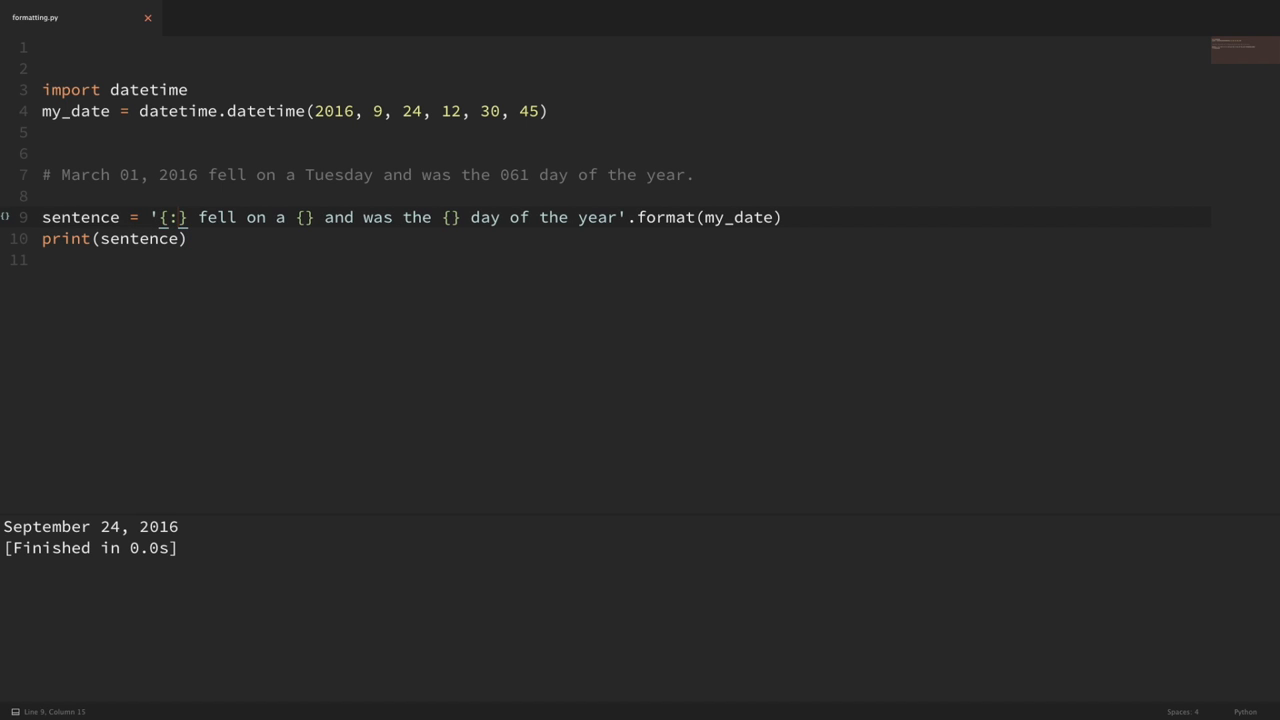 formatting.py ×
1
2
3 import datetime
4 my_date = datetime.datetime(2016, 9, 24, 12, 30, 45)
5
6
7 # March 01, 2016 fell on a Tuesday and was the 061 day of the year.
8
{} 9 sentence = '{:} fell on a {} and was the {} day of the year'.format(my_date)
10 print(sentence)
11
September 24, 2016
[Finished in 0.0s]
Line 9, Column 15 Spaces: 4 Python